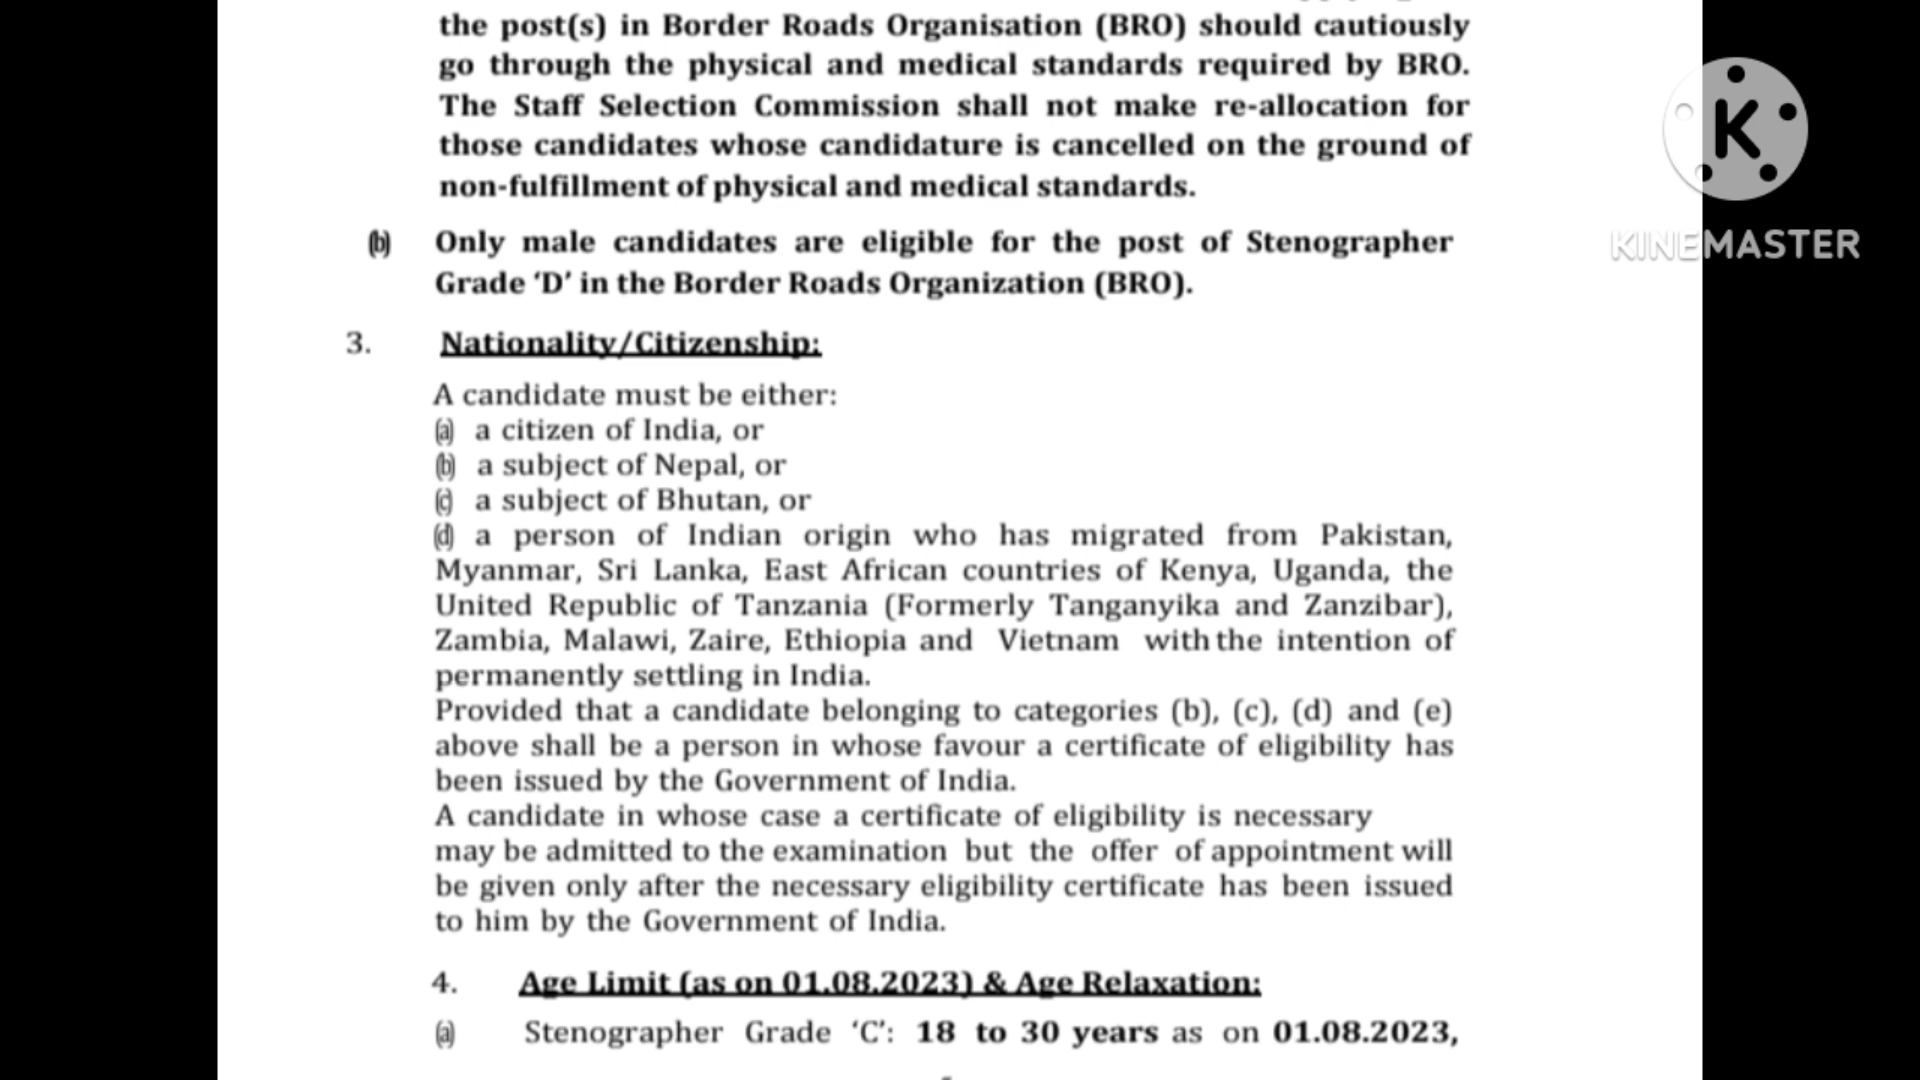 the post(s) in Border Roads Organisation (BRO) should cautiously
go through the physical and medical standards required by BRO.
The Staff Selection Commission shall not make re-allocation for
those candidates whose candidature is cancelled on the ground of
non-fulfillment of physical and medical standards.
(b) Only male candidates are eligible for the post of Stenographer
Grade ‘D’ in the Border Roads Organization (BRO).
3. Nationality/Citizenship:
A candidate must be either:
(a) a citizen of India, or
(b) a subject of Nepal, or
(c) a subject of Bhutan, or
(d) a person of Indian origin who has migrated from Pakistan,
Myanmar, Sri Lanka, East African countries of Kenya, Uganda, the
United Republic of Tanzania (Formerly Tanganyika and Zanzibar),
Zambia, Malawi, Zaire, Ethiopia and Vietnam with the intention of
permanently settling in India.
Provided that a candidate belonging to categories (b), (c), (d) and (e)
above shall be a person in whose favour a certificate of eligibility has
been issued by the Government of India.
A candidate in whose case a certificate of eligibility is necessary
may be admitted to the examination but the offer of appointment will
be given only after the necessary eligibility certificate has been issued
to him by the Government of India.
4. Age Limit (as on 01.08.2023) & Age Relaxation:
(a) Stenographer Grade ‘C’: 18 to 30 years as on 01.08.2023,
K
KINEMASTER